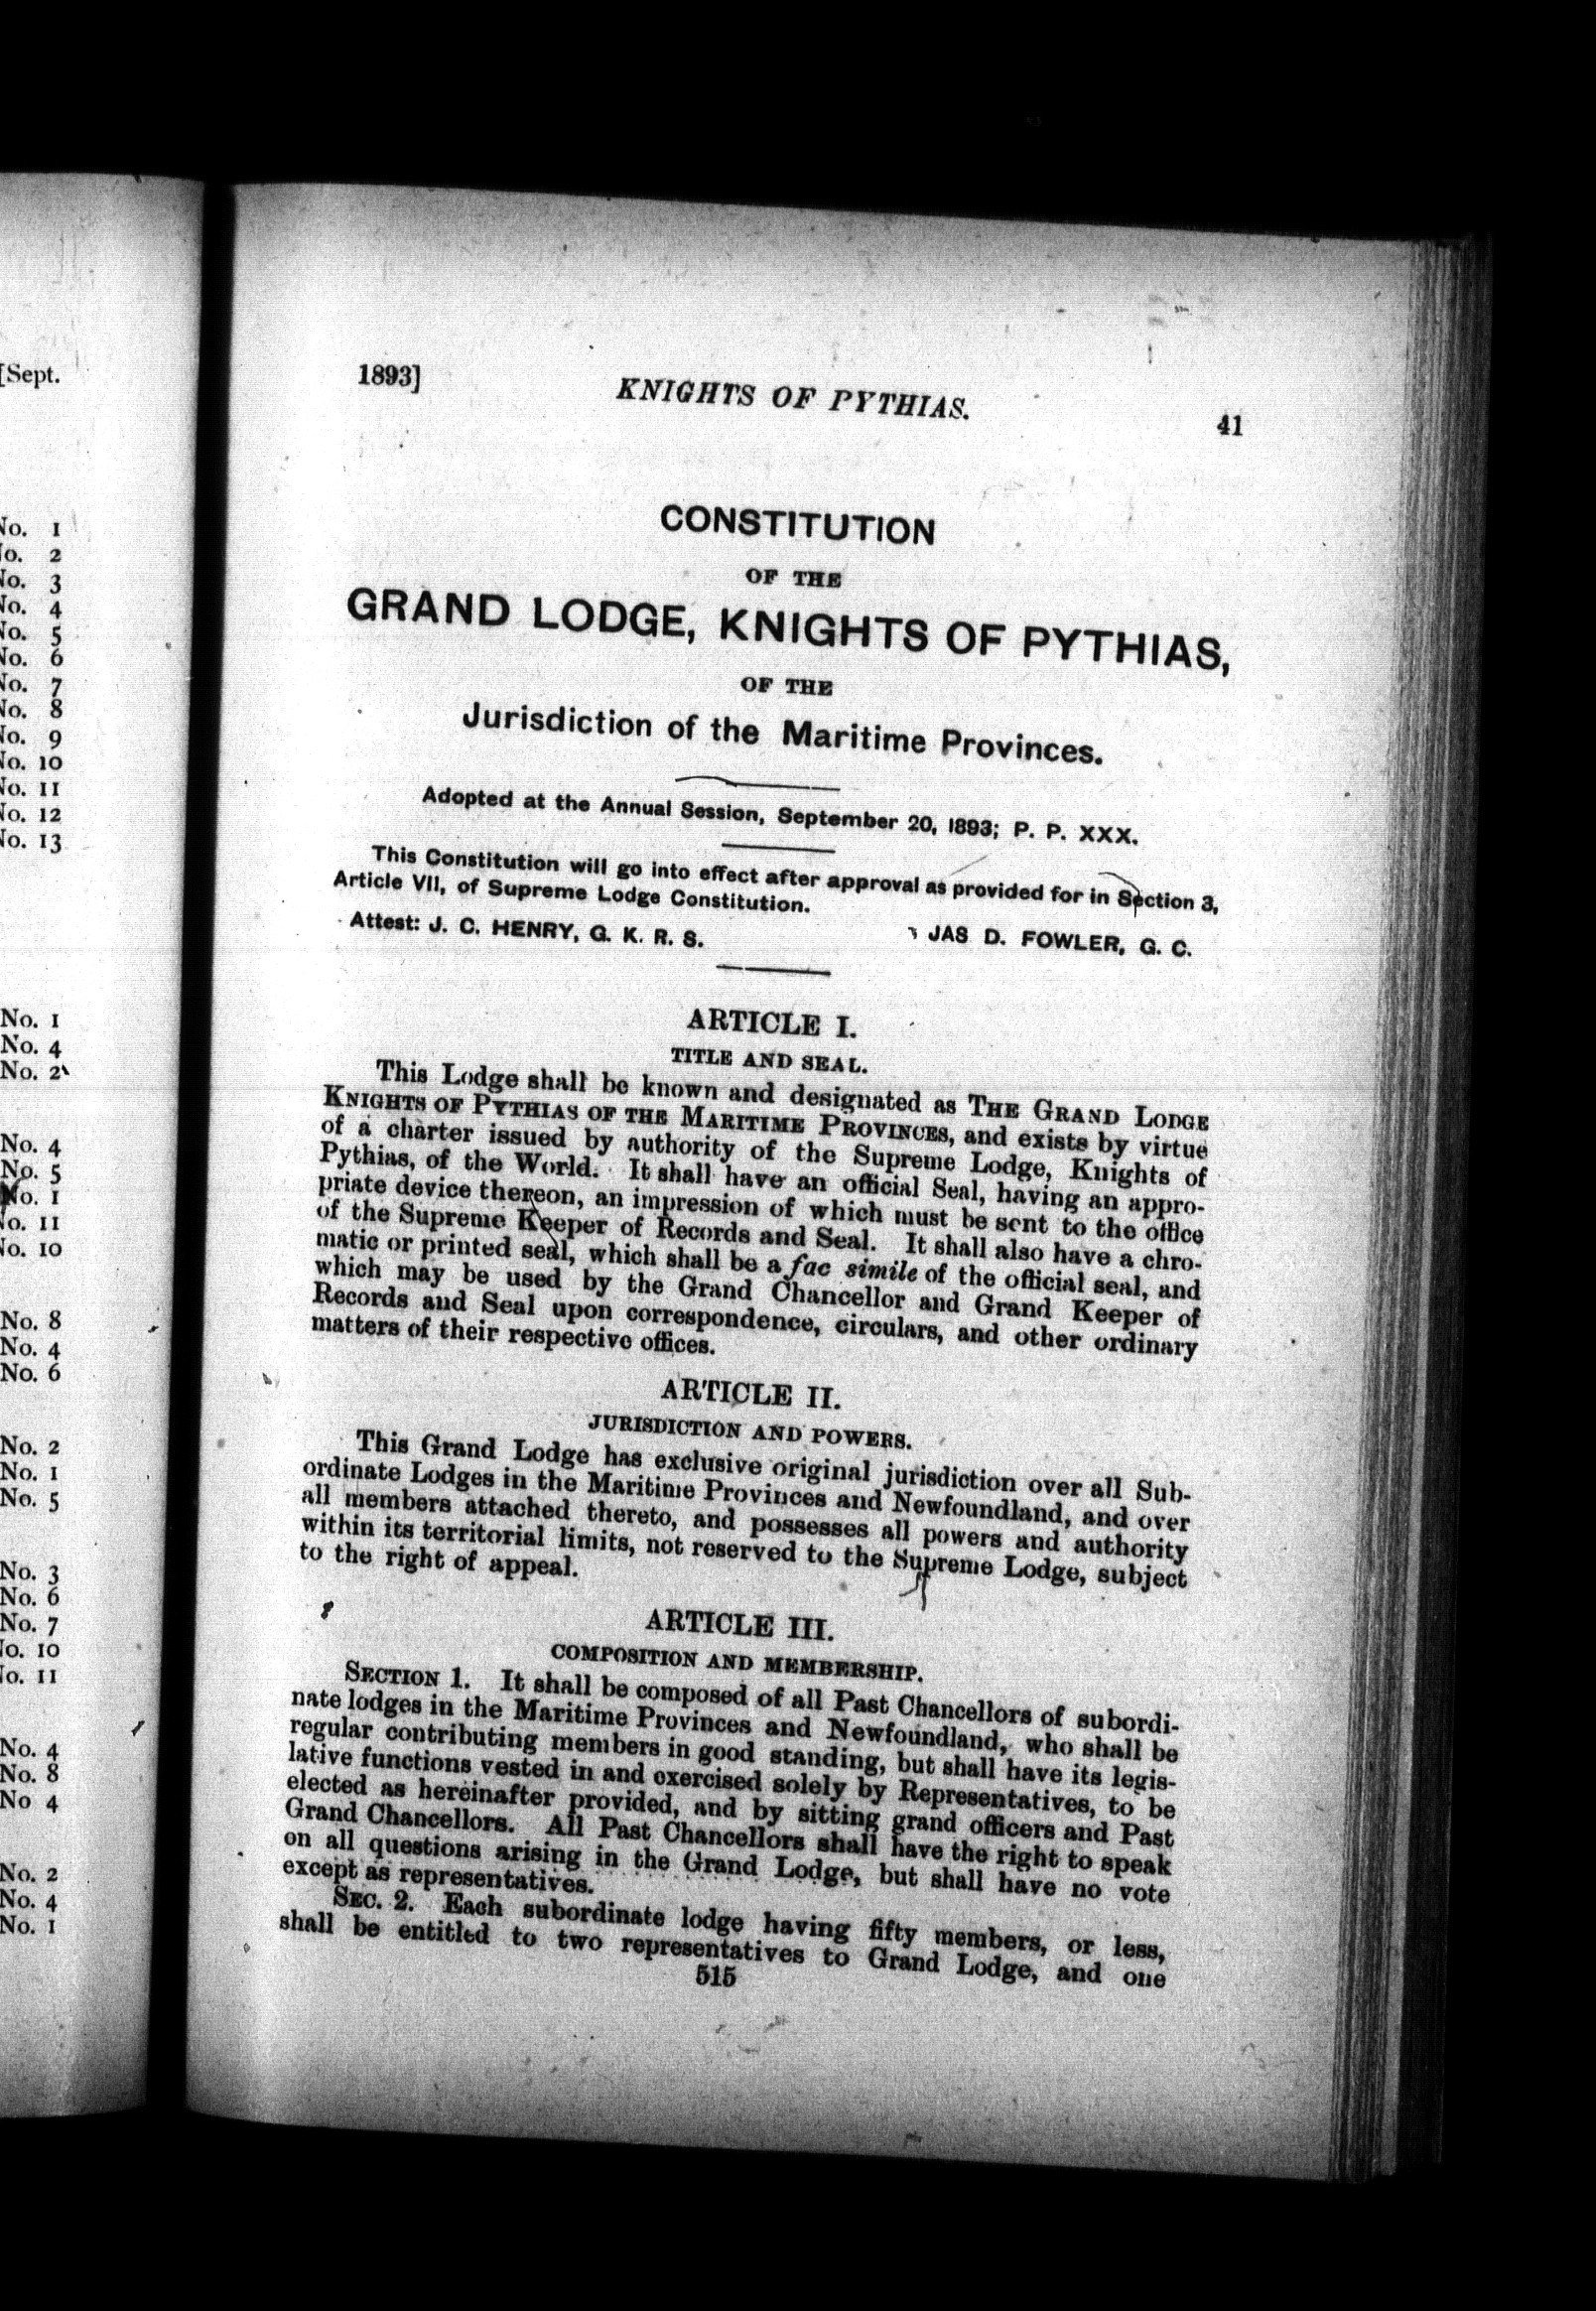 [Sept.
No. 1
No. 2
No. 3
No. 4
No. 5
No. 6
No. 7
No. 8
No. 9
No. 10
No. 11
No. 12
No. 13
No. 1
No. 4
No. 2
No. 4
No. 5
No. 1
No. 11
No. 10
No. 8
No. 4
No. 6
No. 2
No. 1
No. 5
No. 3
No. 6
No. 7
No. 10
No. 11
No. 4
No. 8
No 4
No. 2
No. 4
No. 1
1893]
KNIGHTS OF PYTHIAS.
41
CONSTITUTION
OF THE
GRAND LODGE, KNIGHTS OF PYTHIAS,
OF THE
Jurisdiction of the Maritime Provinces.
Adopted at the Annual Session, September 20, 1893; P. P. XXX.
This Constitution will go into effect after approval as provided for in Section 3,
Article VII, of Supreme Lodge Constitution.
Attest: J. C. HENRY, G. K. R. S. JAS D. FOWLER, G. C.
ARTICLE I.
TITLE AND SEAL.
This Lodge shall be known and designated as THE GRAND LODGE
KNIGHTS OF PYTHIAS OF THE MARITIME PROVINCES, and exists by virtue
of a charter issued by authority of the Supreme Lodge, Knights of
Pythias, of the World. It shall have an official Seal, having an appro-
priate device thereon, an impression of which must be sent to the office
of the Supreme Keeper of Records and Seal. It shall also have a chro-
matic or printed seal, which shall be a fac simile of the official seal, and
which may be used by the Grand Chancellor and Grand Keeper of
Records and Seal upon correspondence, circulars, and other ordinary
matters of their respective offices.
ARTICLE II.
JURISDICTION AND POWERS.
This Grand Lodge has exclusive original jurisdiction over all Sub-
ordinate Lodges in the Maritime Provinces and Newfoundland, and over
all members attached thereto, and possesses all powers and authority
within its territorial limits, not reserved to the Supreme Lodge, subject
to the right of appeal.
ARTICLE III.
COMPOSITION AND MEMBERSHIP.
SECTION 1. It shall be composed of all Past Chancellors of subordi-
nate lodges in the Maritime Provinces and Newfoundland, who shall be
regular contributing members in good standing, but shall have its legis-
lative functions vested in and exercised solely by Representatives, to be
elected as hereinafter provided, and by sitting grand officers and Past
Grand Chancellors. All Past Chancellors shall have the right to speak
on all questions arising in the Grand Lodge, but shall have no vote
except as representatives.
SEC. 2. Each subordinate lodge having fifty members, or less,
shall be entitled to two representatives to Grand Lodge, and one
515